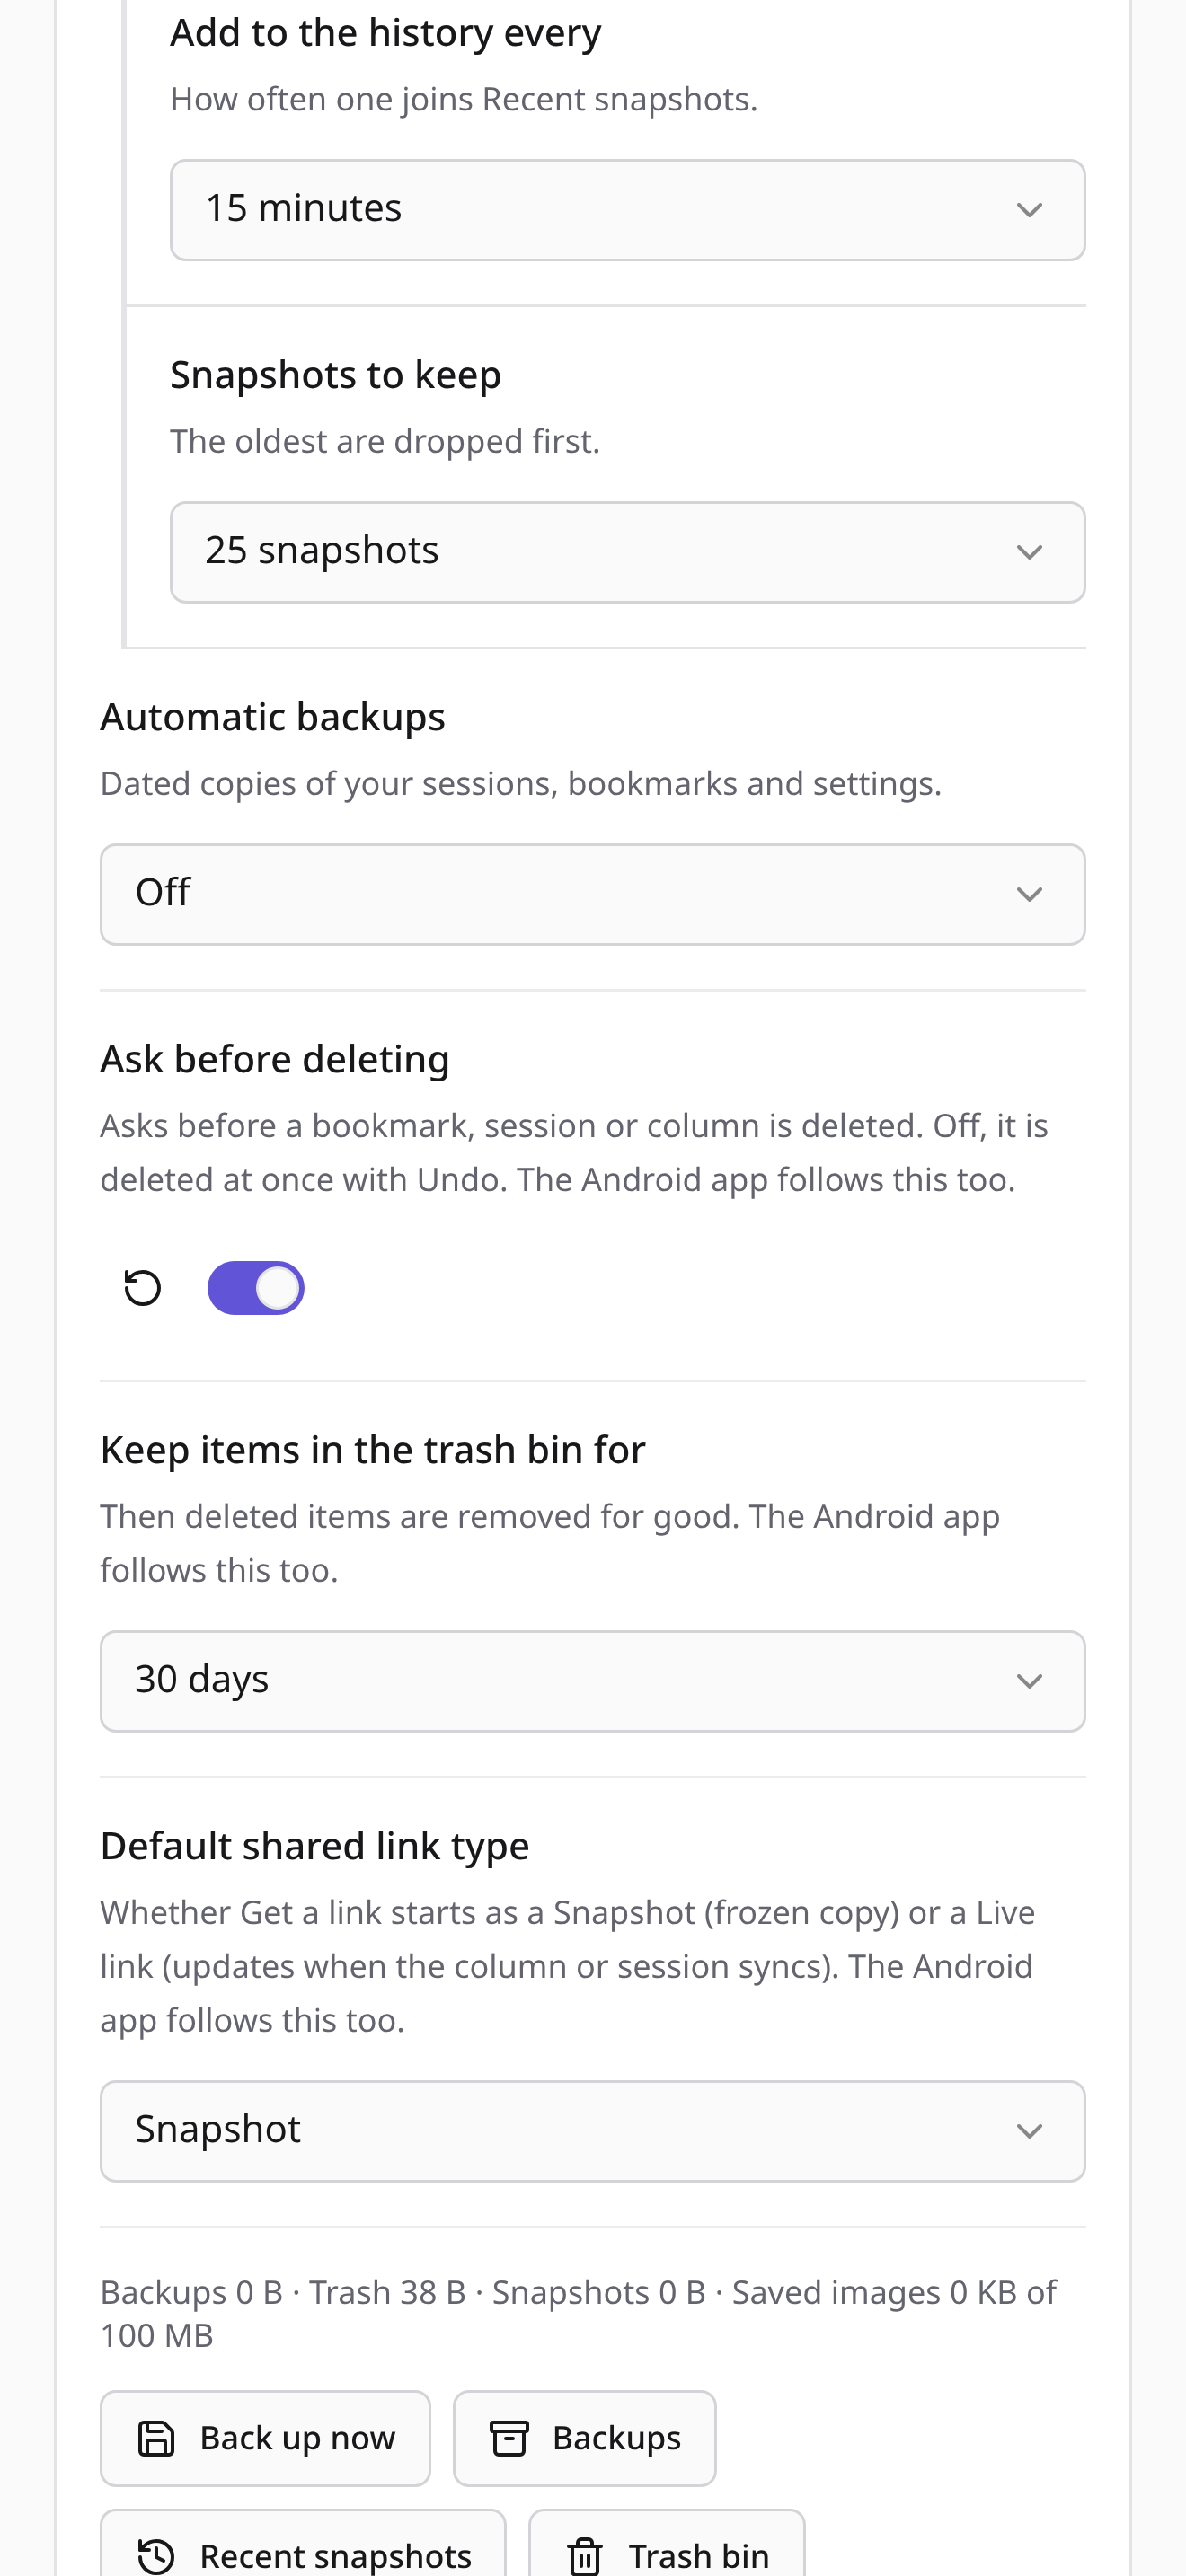 Add to the history every
How often one joins Recent snapshots.
15 minutes
Snapshots to keep
The oldest are dropped first.
25 snapshots
Automatic backups
Dated copies of your sessions, bookmarks and settings.
Off
Ask before deleting
Asks before a bookmark, session or column is deleted. Off, it is
deleted at once with Undo. The Android app follows this too.
Keep items in the trash bin for
Then deleted items are removed for good. The Android app
follows this too.
30 days
Default shared link type
Whether Get a link starts as a Snapshot (frozen copy) or a Live
link (updates when the column or session syncs). The Android
app follows this too.
Snapshot
Backups 0 B · Trash 38 B · Snapshots 0 B · Saved images 0 KB of
100 MB
Back up now
Backups
Recent snapshots
Trash bin